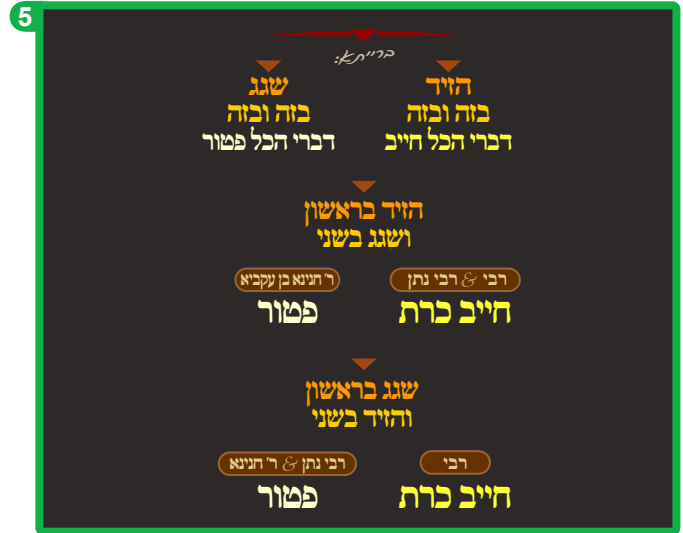 5
ברייתא:
הזיד
בזה ובזה
דברי הכל חייב
שגג
בזה ובזה
דברי הכל פטור
הזיד בראשון
ושגג בשני
רבי & רבי נתן
חייב כרת
ר' חנינא בן עקביא
פטור
שגג בראשון
והזיד בשני
רבי
חייב כרת
רבי נתן & ר' חנינא
פטור